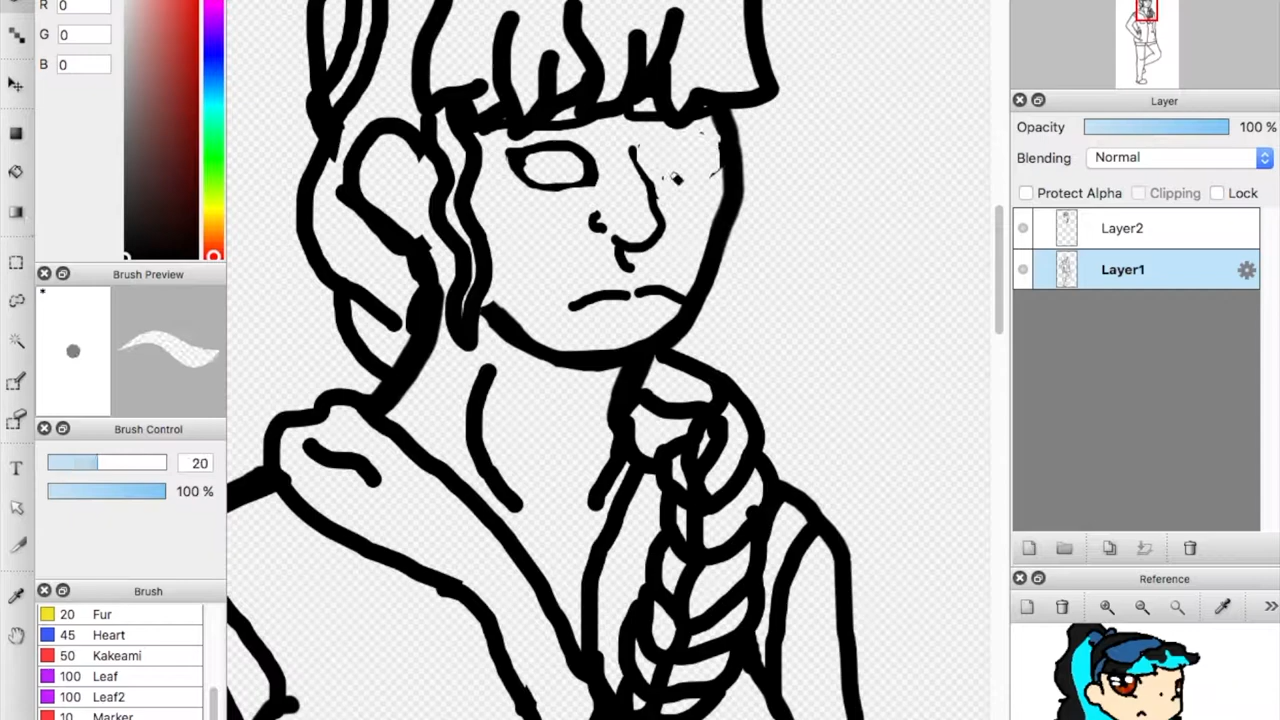 R 0
G 0
B 0
Brush Preview
*
Brush Control
20
100 %
Brush
20 Fur
45 Heart
50 Kakeami
100 Leaf
100 Leaf2
10 Marker
Layer
Opacity 100 %
Blending Normal
Protect Alpha Clipping Lock
Layer2
Layer1
Reference